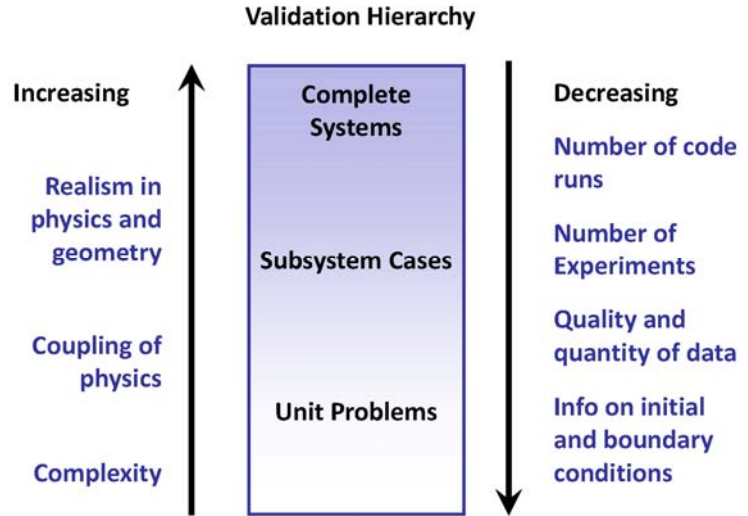 Validation Hierarchy
Increasing
Realism in
physics and
geometry
Coupling of
physics
Complexity
Complete
Systems
Subsystem Cases
Unit Problems
Decreasing
Number of code
runs
Number of
Experiments
Quality and
quantity of data
Info on initial
and boundary
conditions